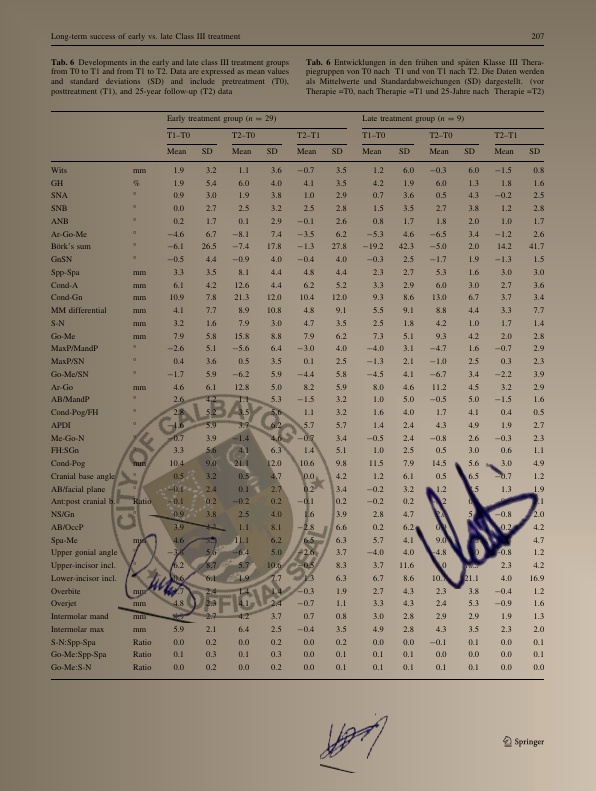 Long-term success of early vs. late Class III treatment 207
Tab. 6 Developments in the early and late class III treatment groups
from T0 to T1 and from T1 to T2. Data are expressed as mean values
and standard deviations (SD) and include pretreatment (T0),
posttreatment (T1), and 25-year follow-up (T2) data
Tab. 6 Entwicklungen in den frühen und späten Klasse III Thera-
piegruppen von T0 nach T1 und von T1 nach T2. Die Daten werden
als Mittelwerte und Standardabweichungen (SD) dargestellt. (vor
Therapie =T0, nach Therapie =T1 und 25-Jahre nach Therapie =T2)
Early treatment group (n = 29) Late treatment group (n = 9)
T1–T0 T2–T0 T2–T1 T1–T0 T2–T0 T2–T1
Mean SD Mean SD Mean SD Mean SD Mean SD Mean SD
Wits mm 1.9 3.2 1.1 3.6 −0.7 3.5 1.2 6.0 −0.3 6.0 −1.5 0.8
GH % 1.9 5.4 6.0 4.0 4.1 3.5 4.2 1.9 6.0 1.3 1.8 1.6
SNA ° 0.9 3.0 1.9 3.8 1.0 2.9 0.7 3.6 0.5 4.3 −0.2 2.5
SNB ° 0.0 2.7 2.5 3.2 2.5 2.8 1.5 3.5 2.7 3.8 1.2 2.8
ANB ° 0.2 1.7 0.1 2.9 −0.1 2.6 0.8 1.7 1.8 2.0 1.0 1.7
Ar-Go-Me ° −4.6 6.7 −8.1 7.4 −3.5 6.2 −5.3 4.6 −6.5 3.4 −1.2 2.6
Börk's sum ° −6.1 26.5 −7.4 17.8 −1.3 27.8 −19.2 42.3 −5.0 2.0 14.2 41.7
GnSN ° −0.5 4.4 −0.9 4.0 −0.4 4.0 −0.3 2.5 −1.7 1.9 −1.3 1.5
Spp-Spa mm 3.3 3.5 8.1 4.4 4.8 4.4 2.3 2.7 5.3 1.6 3.0 3.0
Cond-A mm 6.1 4.2 12.6 4.4 6.2 5.2 3.3 2.9 6.0 3.0 2.7 3.6
Cond-Gn mm 10.9 7.8 21.3 12.0 10.4 12.0 9.3 8.6 13.0 6.7 3.7 3.4
MM differential mm 4.1 7.7 8.9 10.8 4.8 9.1 5.5 9.1 8.8 4.4 3.3 7.7
S-N mm 3.2 1.6 7.9 3.0 4.7 3.5 2.5 1.8 4.2 1.0 1.7 1.4
Go-Me mm 7.9 5.8 15.8 8.8 7.9 6.2 7.3 5.1 9.3 4.2 2.0 2.8
MaxP/MandP ° −2.6 5.1 −5.6 6.4 −3.0 4.0 −4.0 3.1 −4.7 1.6 −0.7 2.9
MaxP/SN ° 0.4 3.6 0.5 3.5 0.1 2.5 −1.3 2.1 −1.0 2.5 0.3 2.3
Go-Me/SN ° −1.7 5.9 −6.2 5.9 −4.4 5.8 −4.5 4.1 −6.7 3.4 −2.2 3.9
Ar-Go mm 4.6 6.1 12.8 5.0 8.2 5.9 8.0 4.6 11.2 4.5 3.2 2.9
AB/MandP ° 2.6 4.2 1.1 5.3 −1.5 3.2 1.0 5.0 −0.5 5.0 −1.5 1.6
Cond-Pog/FH ° 2.8 5.2 3.5 5.6 1.1 3.2 1.6 4.0 1.7 4.1 0.4 0.5
APDI ° −1.6 5.9 3.7 6.2 5.7 5.7 1.4 2.4 4.3 4.9 1.9 2.7
Me-Go-N ° −0.7 3.9 −1.4 4.6 −0.7 3.4 −0.5 2.4 −0.8 2.6 −0.3 2.3
FH:SGn ° 3.3 5.6 4.1 6.3 1.4 5.1 1.0 2.5 3.5 3.5 0.6 1.1
Cond-Pog mm 10.4 9.0 21.1 12.0 10.6 9.8 11.5 7.9 14.5 5.6 3.0 4.9
Cranial base angle 0.5 3.2 0.5 4.7 0.0 4.2 1.2 6.1 0.5 6.5 −0.7 1.2
AB/facial plane −0.1 2.4 0.1 2.7 0.2 3.4 −0.2 3.2 1.3 1.9
Ant:post cranial b. Ratio −0.1 0.2 −0.2 0.2 −0.1 0.2 −0.2 0.2
NS/Gn 0.9 3.8 2.5 4.0 1.6 3.9 2.8 4.7 −0.8 2.0
AB/OccP 3.9 1.1 8.1 −2.8 6.6 0.2 6.2 4.2
Spa-Me mm 4.6 11.1 6.2 6.5 6.3 5.7 4.1 9.0 4.7
Upper gonial angle 5.6 −6.4 5.0 −2.6 3.7 −4.0 4.0 −4.8 −0.8 1.2
Upper-incisor incl. 6.2 8.7 5.7 10.6 8.3 3.7 11.6 2.3 4.2
Lower-incisor incl. 0.6 6.1 1.9 7.7 1.3 6.3 6.7 8.6 21.1 4.0 16.9
Overbite mm 2.4 1.4 1.4 −0.3 1.9 2.7 4.3 2.3 3.8 −0.4 1.2
Overjet mm 4.8 2.3 4.1 2.4 −0.7 1.1 3.3 4.3 2.4 5.3 −0.9 1.6
Intermolar mand mm 2.7 4.2 3.7 0.7 0.8 3.0 2.8 2.9 2.9 1.9 1.3
Intermolar max mm 5.9 2.1 6.4 2.5 −0.4 3.5 4.9 2.8 4.3 3.5 2.3 2.0
S-N:Spp-Spa Ratio 0.0 0.2 0.0 0.2 0.0 0.2 0.0 0.0 −0.1 0.1 0.0 0.1
Go-Me:Spp-Spa Ratio 0.1 0.3 0.1 0.3 0.0 0.1 0.1 0.1 0.1 0.1 0.0 0.1
Go-Me:S-N Ratio 0.0 0.2 0.0 0.2 0.0 0.1 0.1 0.1 0.1 0.1 0.0 0.0
CITY OF CALBAYOG
OFFICIAL SEAL
Springer